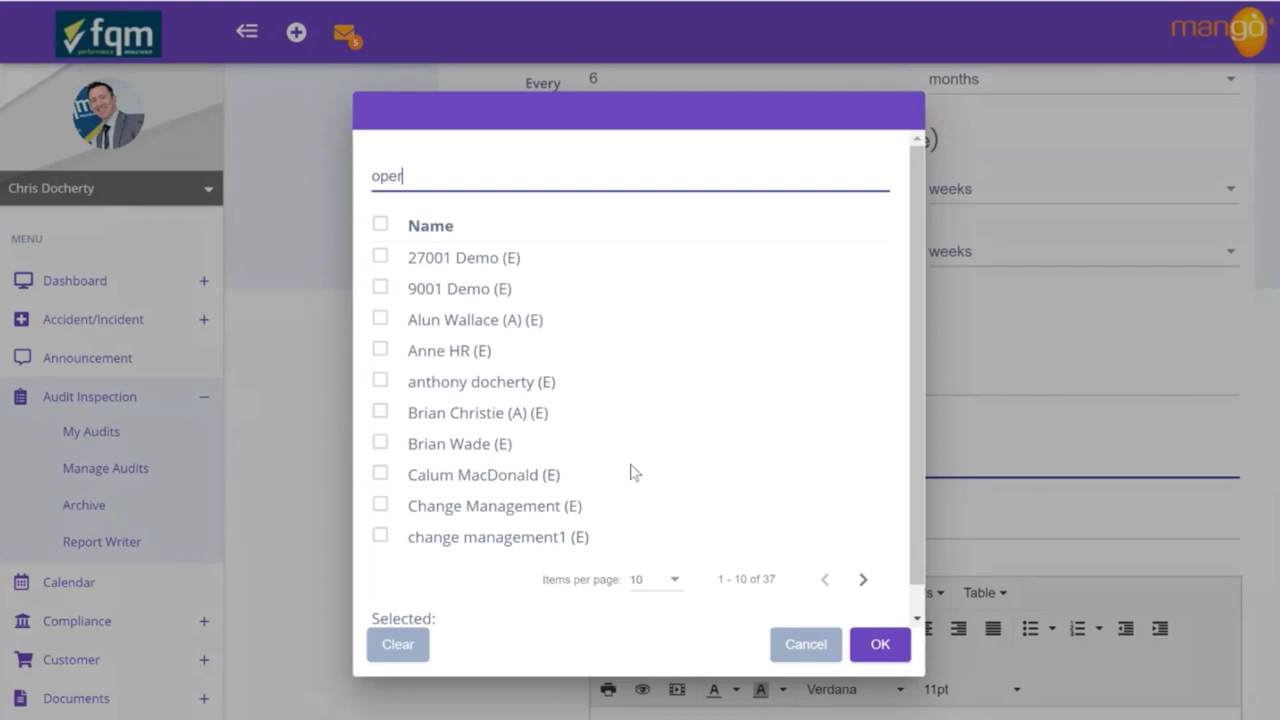 fqm
performance assurance
5
mango
Every 6 months
e)
Chris Docherty
weeks
MENU
weeks
Dashboard
Accident/Incident
Announcement
Audit Inspection
My Audits
Manage Audits
Archive
Report Writer
Calendar
Compliance
Customer
Documents
oper
Name
27001 Demo (E)
9001 Demo (E)
Alun Wallace (A) (E)
Anne HR (E)
anthony docherty (E)
Brian Christie (A) (E)
Brian Wade (E)
Calum MacDonald (E)
Change Management (E)
change management1 (E)
Items per page: 10 1 - 10 of 37
Selected:
Clear Cancel OK
s Table
A A Verdana 11pt